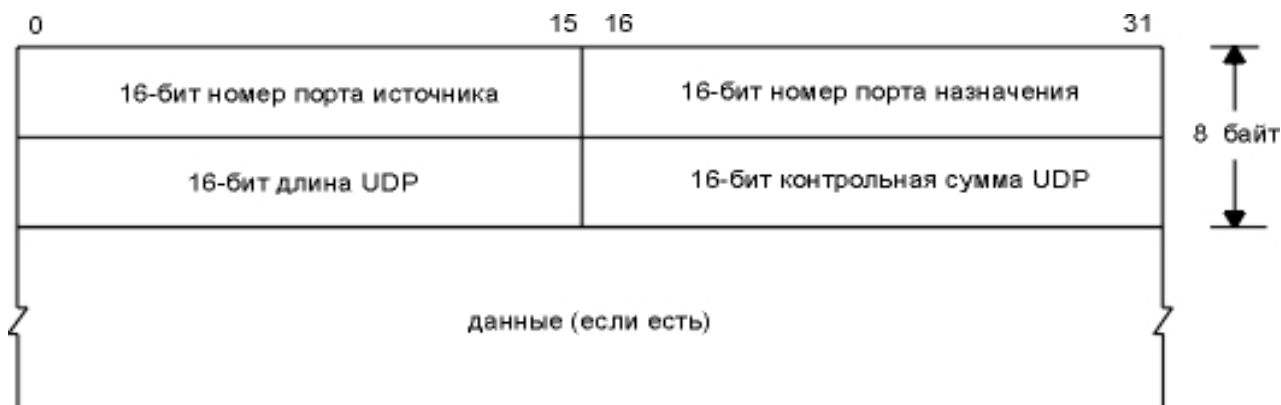 0 15 16 31
16-бит номер порта источника 16-бит номер порта назначения
8 байт
16-бит длина UDP 16-бит контрольная сумма UDP
данные (если есть)